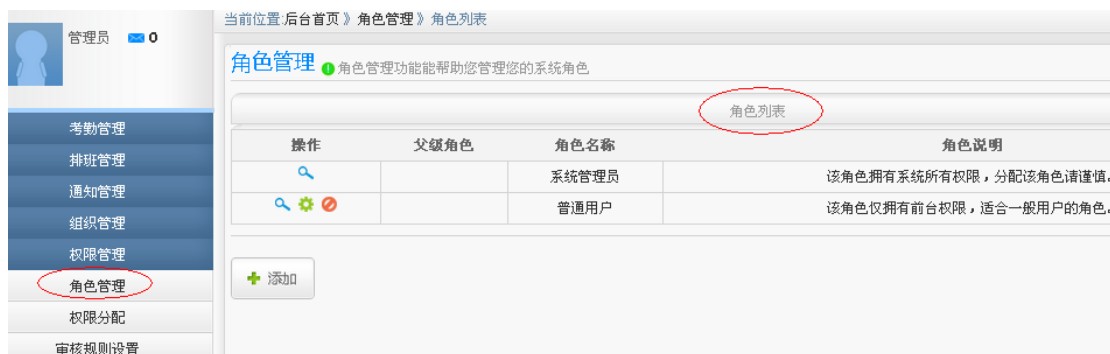 当前位置:后台首页》角色管理》角色列表
管理员 0
角色管理 角色管理功能能帮助您管理您的系统角色
角色列表
操作 父级角色 角色名称 角色说明
系统管理员 该角色拥有系统所有权限，分配该角色请谨慎。
普通用户 该角色仅拥有前台权限，适合一般用户的角色。
添加
考勤管理
排班管理
通知管理
组织管理
权限管理
角色管理
权限分配
审核规则设置